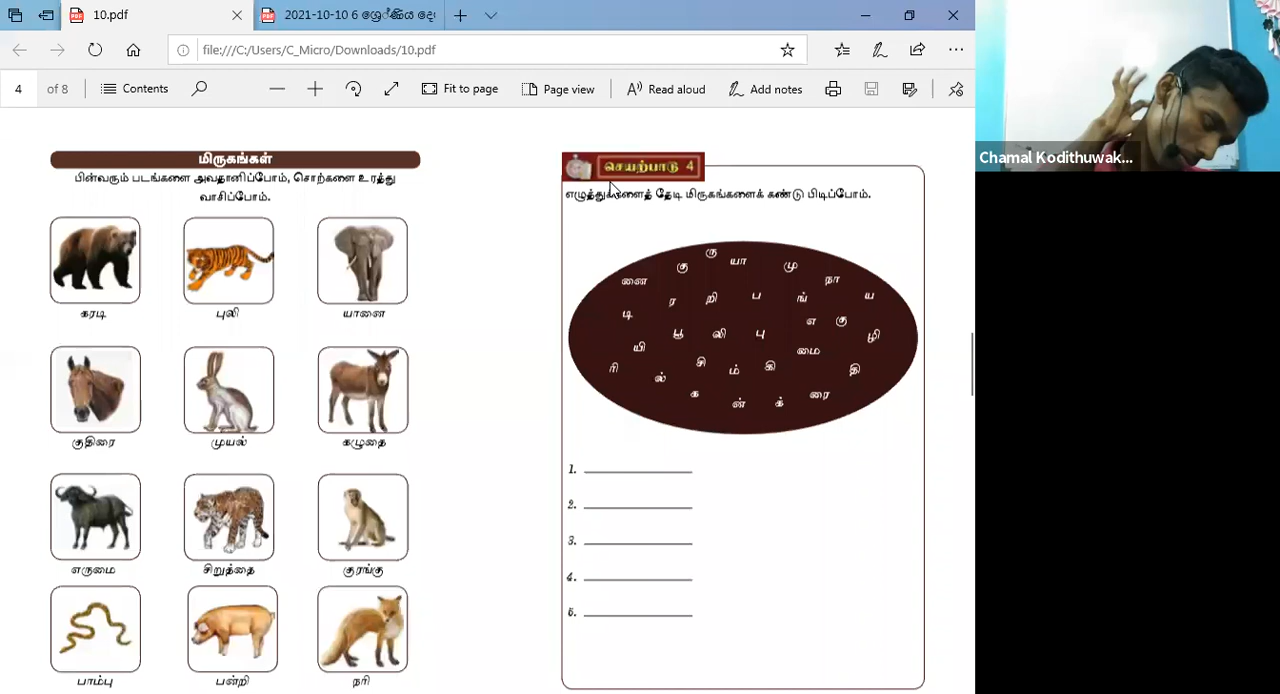 10.pdf
2021-10-10 6
file:///C:/Users/C_Micro/Downloads/10.pdf
4 of 8 Contents Fit to page Page view Read aloud Add notes
Chamal Kodithuwak...
மிருகங்கள்
பின்வரும் படங்களை அவதானிப்போம், சொற்களை உரத்து
வாசிப்போம்.
கரடி புலி யானை
குதிரை முயல் கழுதை
எருமை சிறுத்தை குரங்கு
பாம்பு பன்றி நரி
செயற்பாடு 4
எழுத்துக்களைத் தேடி மிருகங்களைக் கண்டு பிடிப்போம்.
னை கு ரு யா மு நா
ர றி ப ங் ய
டி பூ லி பு எ கு ழி
யி சி ம் கி மை
ரி ல் தி
க ன் க் ரை
1.
2.
3.
4.
5.